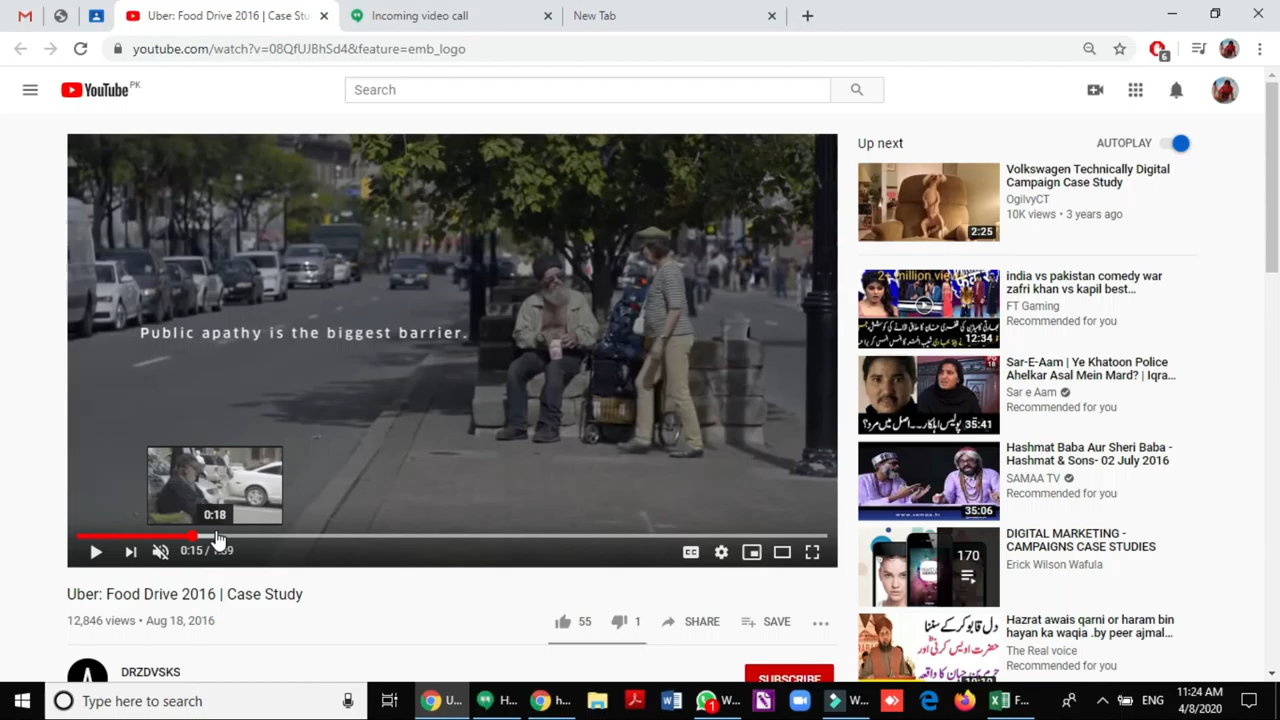 Uber: Food Drive 2016 | Case Stu
Incoming video call
New Tab
youtube.com/watch?v=08QfUJBhSd4&feature=emb_logo
6
YouTube PK
Search
Public apathy is the biggest barrier.
0:18
0:15 /
Uber: Food Drive 2016 | Case Study
12,846 views • Aug 18, 2016
55
1
SHARE
SAVE
DRZDVSKS
SUBSCRIBE
Up next
AUTOPLAY
Volkswagen Technically Digital
Campaign Case Study
OgilvyCT
10K views • 3 years ago
2:25
india vs pakistan comedy war
zafri khan vs kapil best...
FT Gaming
Recommended for you
12:34
Sar-E-Aam | Ye Khatoon Police
Ahelkar Asal Mein Mard? | Iqra...
Sar e Aam
Recommended for you
35:41
Hashmat Baba Aur Sheri Baba -
Hashmat & Sons- 02 July 2016
SAMAA TV
Recommended for you
35:06
DIGITAL MARKETING -
CAMPAIGNS CASE STUDIES
Erick Wilson Wafula
170
Hazrat awais qarni or haram bin
hayan ka waqia .by peer ajmal...
The Real voice
Recommended for you
دل قابو کرکے سننا
Type here to search
U...
H...
h...
W...
1
W...
F...
ENG
11:24 AM
4/8/2020